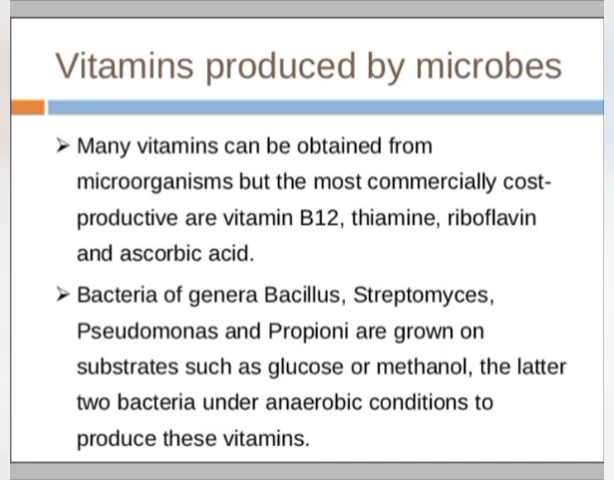 Vitamins produced by microbes
➢ Many vitamins can be obtained from
microorganisms but the most commercially cost-
productive are vitamin B12, thiamine, riboflavin
and ascorbic acid.
➢ Bacteria of genera Bacillus, Streptomyces,
Pseudomonas and Propioni are grown on
substrates such as glucose or methanol, the latter
two bacteria under anaerobic conditions to
produce these vitamins.